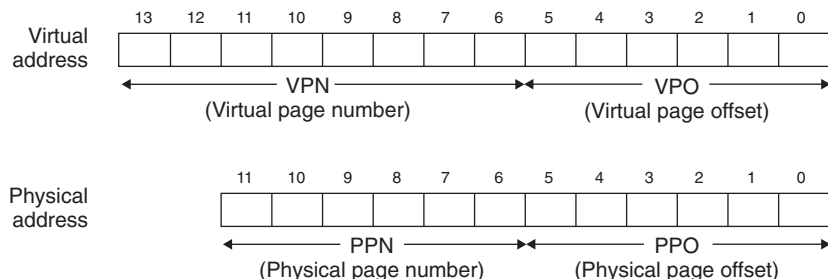 13 12 11 10 9 8 7 6 5 4 3 2 1 0
Virtual
address
VPN VPO
(Virtual page number) (Virtual page offset)
11 10 9 8 7 6 5 4 3 2 1 0
Physical
address
PPN PPO
(Physical page number) (Physical page offset)